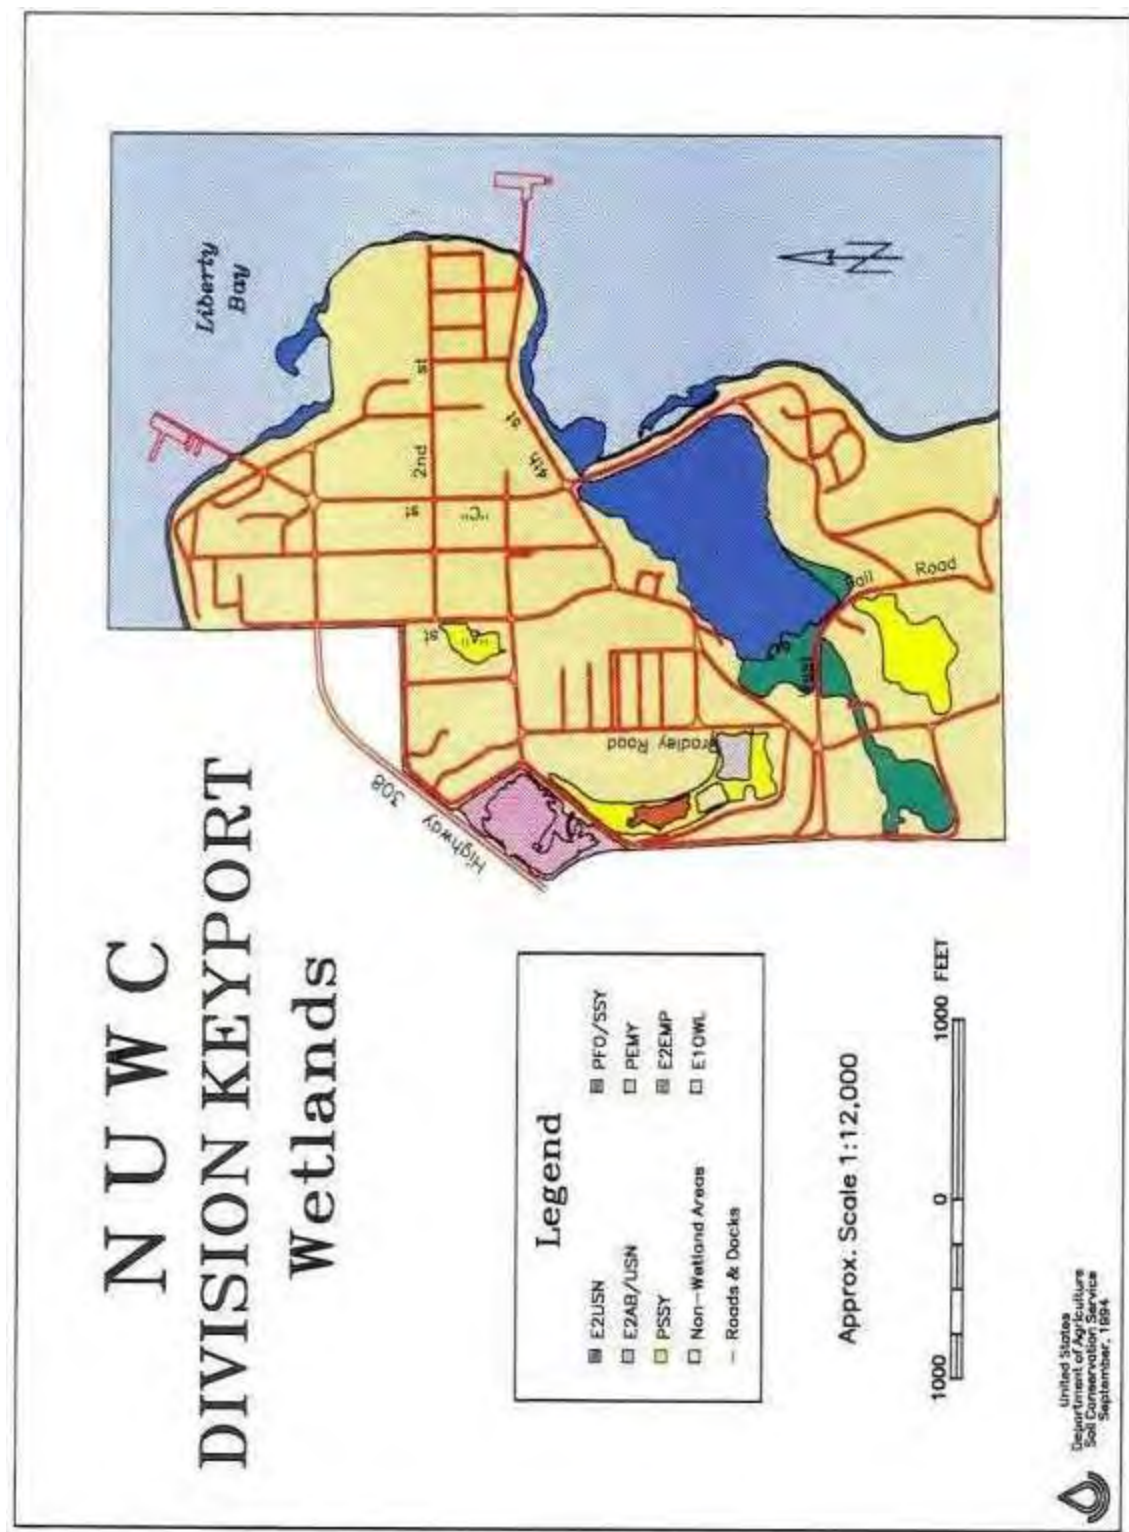 N U W C
DIVISION KEYPORT
Wetlands
Legend
E2USN
E2AB/USN
PSSY
Non-Wetland Areas
Roads & Docks
PFO/SSY
PEMY
E2EMP
E1OWL
Approx. Scale 1:12,000
1000 0 1000 FEET
United States
Department of Agriculture
Soil Conservation Service
September, 1994
Liberty
Bay
N
Highway 308
2nd st
4th st
"C" st
"A" st
Bradley Road
Road